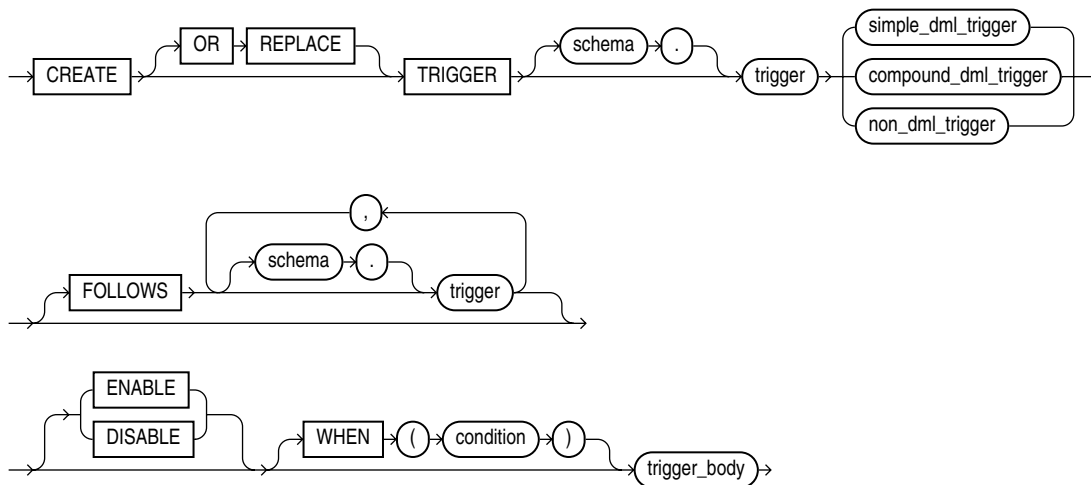 OR REPLACE schema . simple_dml_trigger
CREATE TRIGGER trigger compound_dml_trigger
non_dml_trigger
,
schema .
FOLLOWS trigger
ENABLE
WHEN ( condition )
DISABLE
trigger_body